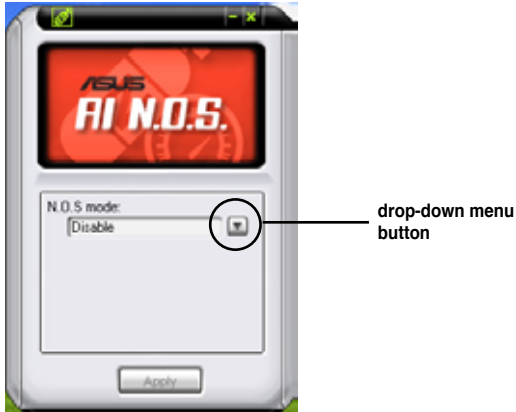 ASUS
AI N.O.S.
N.O.S mode:
Disable
drop-down menu
button
Apply